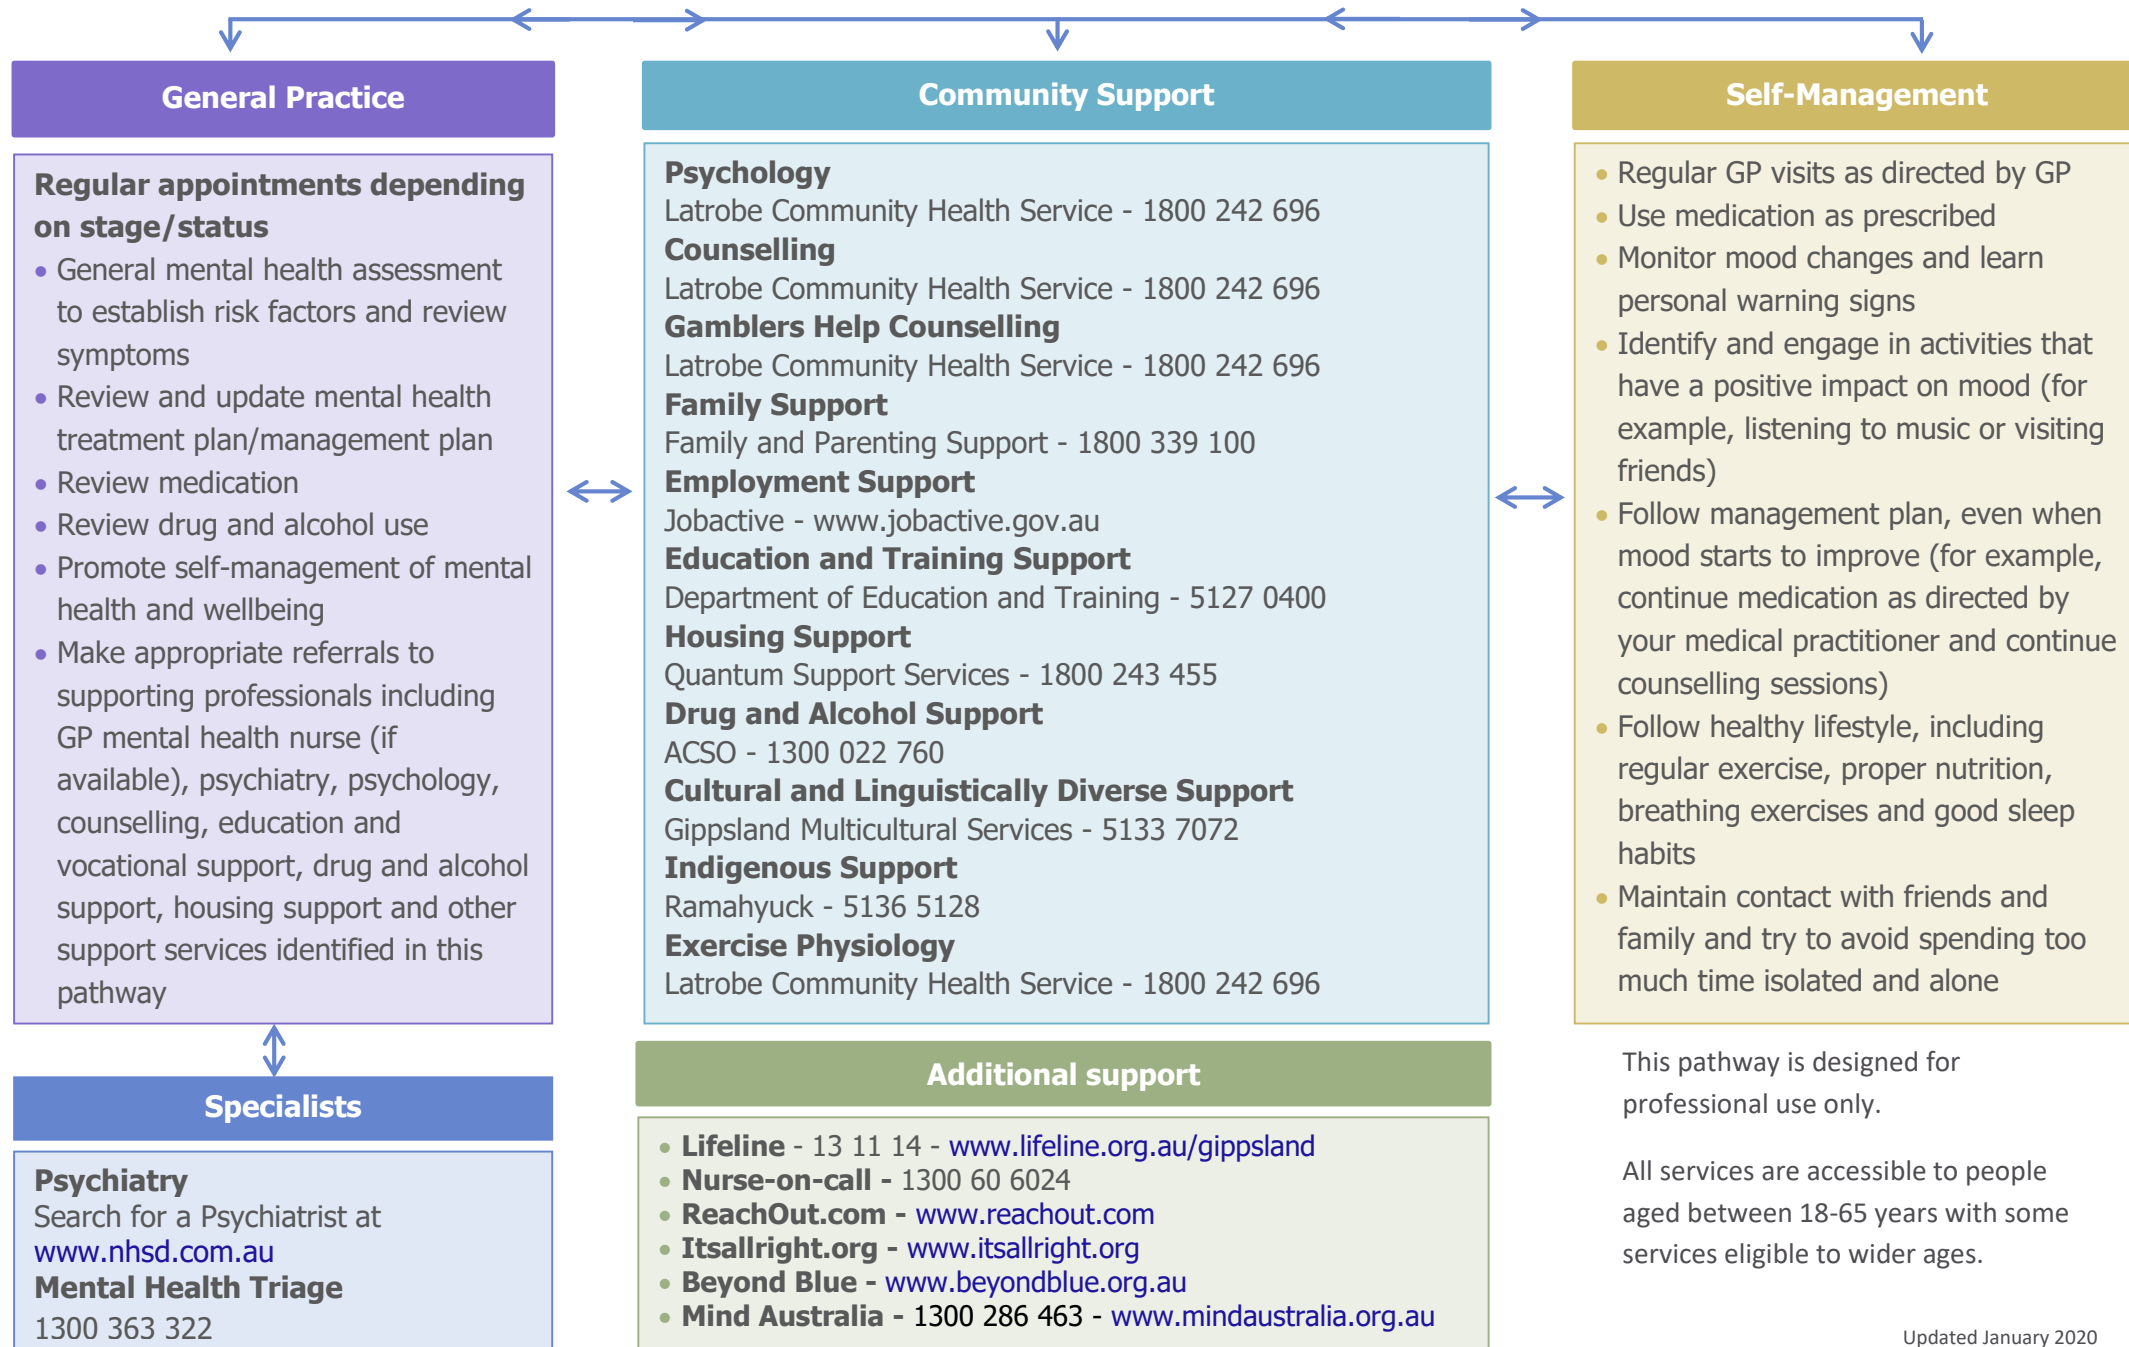 General Practice
Regular appointments depending
on stage/status
• General mental health assessment
to establish risk factors and review
symptoms
• Review and update mental health
treatment plan/management plan
• Review medication
• Review drug and alcohol use
• Promote self-management of mental
health and wellbeing
• Make appropriate referrals to
supporting professionals including
GP mental health nurse (if
available), psychiatry, psychology,
counselling, education and
vocational support, drug and alcohol
support, housing support and other
support services identified in this
pathway
Specialists
Psychiatry
Search for a Psychiatrist at
www.nhsd.com.au
Mental Health Triage
1300 363 322
Community Support
Psychology
Latrobe Community Health Service - 1800 242 696
Counselling
Latrobe Community Health Service - 1800 242 696
Gamblers Help Counselling
Latrobe Community Health Service - 1800 242 696
Family Support
Family and Parenting Support - 1800 339 100
Employment Support
Jobactive - www.jobactive.gov.au
Education and Training Support
Department of Education and Training - 5127 0400
Housing Support
Quantum Support Services - 1800 243 455
Drug and Alcohol Support
ACSO - 1300 022 760
Cultural and Linguistically Diverse Support
Gippsland Multicultural Services - 5133 7072
Indigenous Support
Ramahyuck - 5136 5128
Exercise Physiology
Latrobe Community Health Service - 1800 242 696
Additional support
• Lifeline - 13 11 14 - www.lifeline.org.au/gippsland
• Nurse-on-call - 1300 60 6024
• ReachOut.com - www.reachout.com
• Itsallright.org - www.itsallright.org
• Beyond Blue - www.beyondblue.org.au
• Mind Australia - 1300 286 463 - www.mindaustralia.org.au
Self-Management
• Regular GP visits as directed by GP
• Use medication as prescribed
• Monitor mood changes and learn
personal warning signs
• Identify and engage in activities that
have a positive impact on mood (for
example, listening to music or visiting
friends)
• Follow management plan, even when
mood starts to improve (for example,
continue medication as directed by
your medical practitioner and continue
counselling sessions)
• Follow healthy lifestyle, including
regular exercise, proper nutrition,
breathing exercises and good sleep
habits
• Maintain contact with friends and
family and try to avoid spending too
much time isolated and alone
This pathway is designed for
professional use only.
All services are accessible to people
aged between 18-65 years with some
services eligible to wider ages.
Updated January 2020